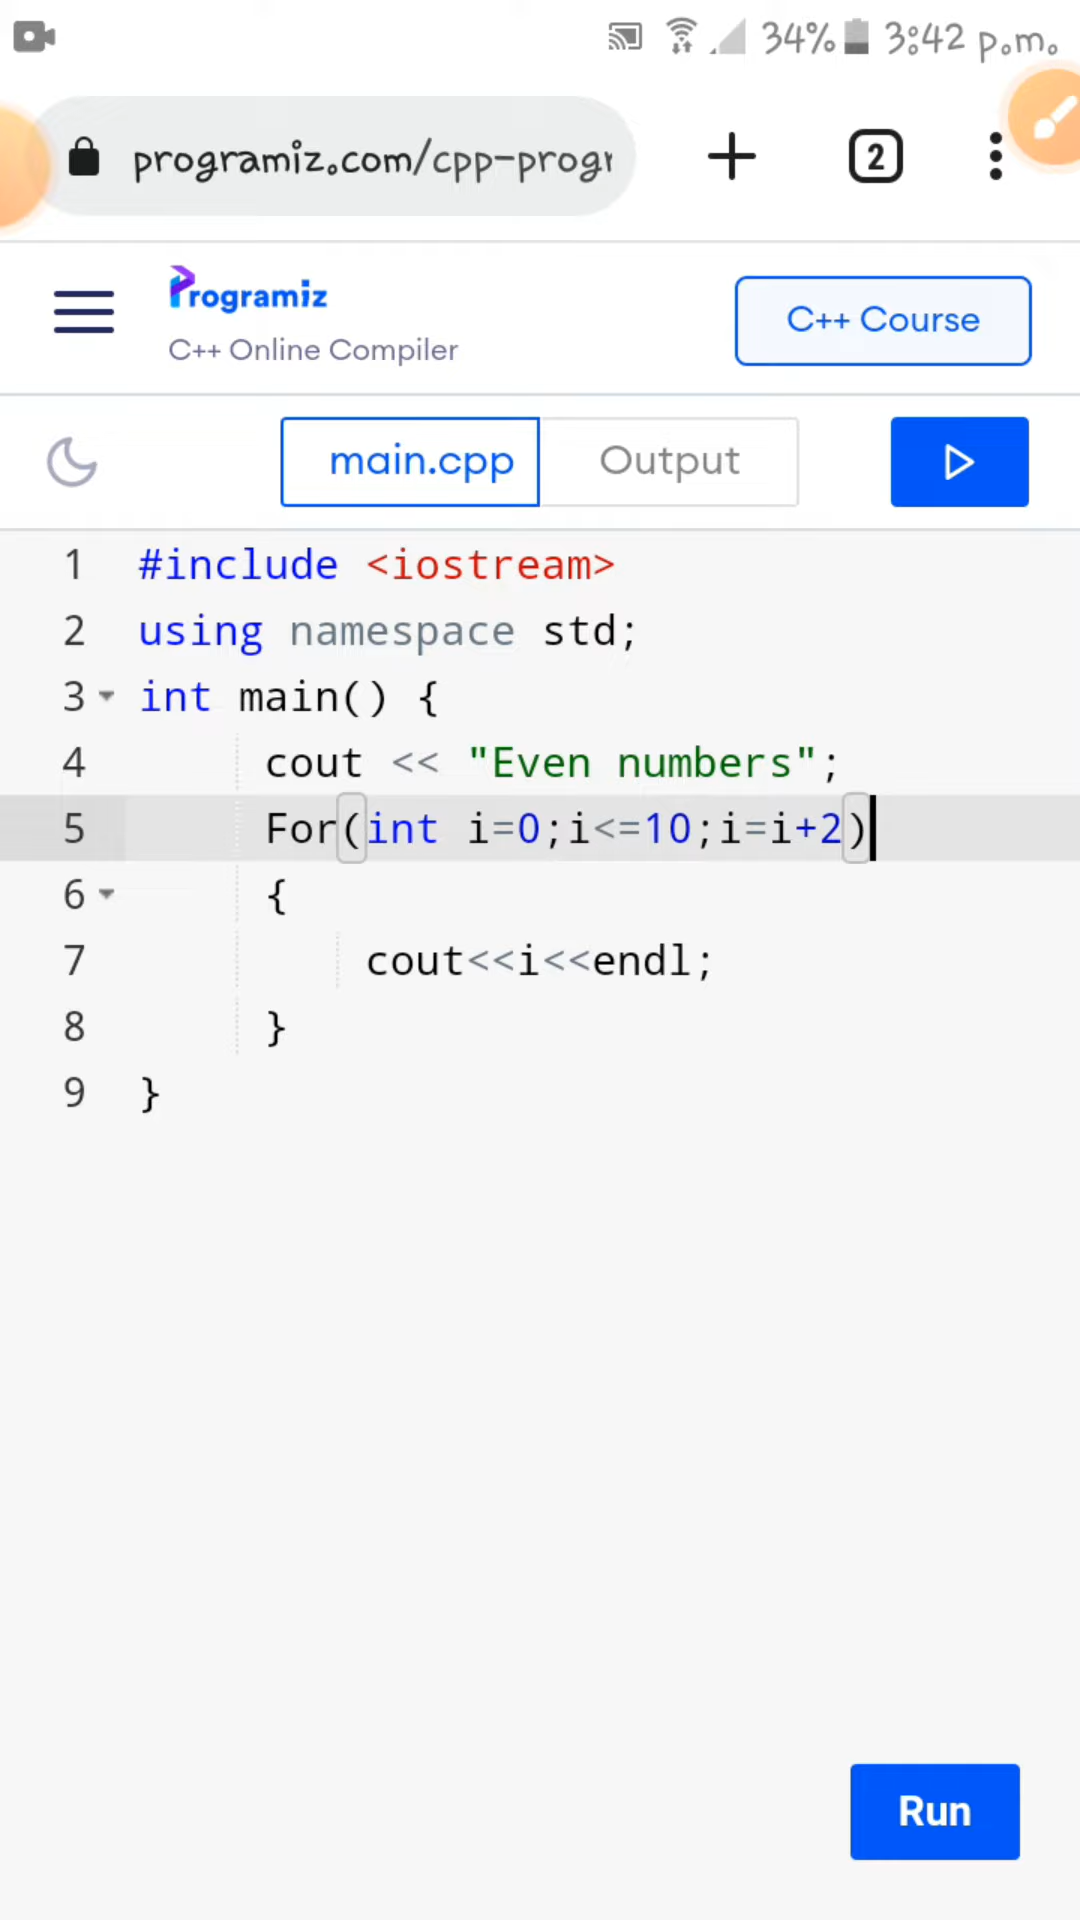 34% 3:42 p.m.
programiz.com/cpp-progr
2
Programiz
C++ Online Compiler
C++ Course
main.cpp
Output
1 #include <iostream>
2 using namespace std;
3 int main() {
4 cout << "Even numbers";
5 For(int i=0;i<=10;i=i+2)
6 {
7 cout<<i<<endl;
8 }
9 }
Run